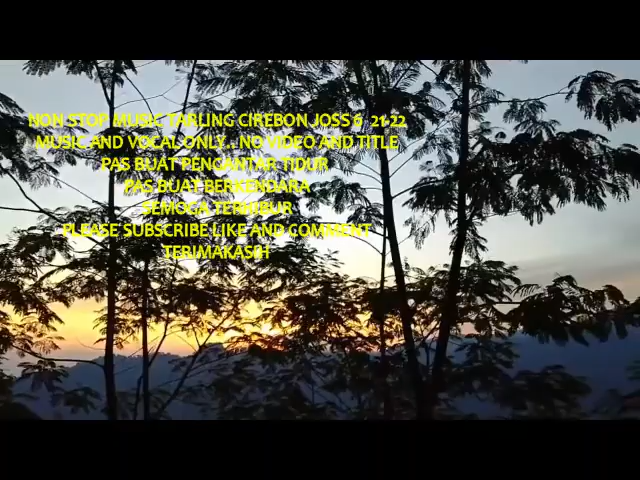 NON STOP MUSIC TARLING CIREBON JOSS 6  21-22
MUSIC AND VOCAL ONLY.. NO VIDEO AND TITLE
PAS BUAT PENGANTAR TIDUR
PAS BUAT BERKENDARA
SEMOGA TERHIBUR
PLEASE SUBSCRIBE LIKE AND COMMENT
TERIMAKASIH